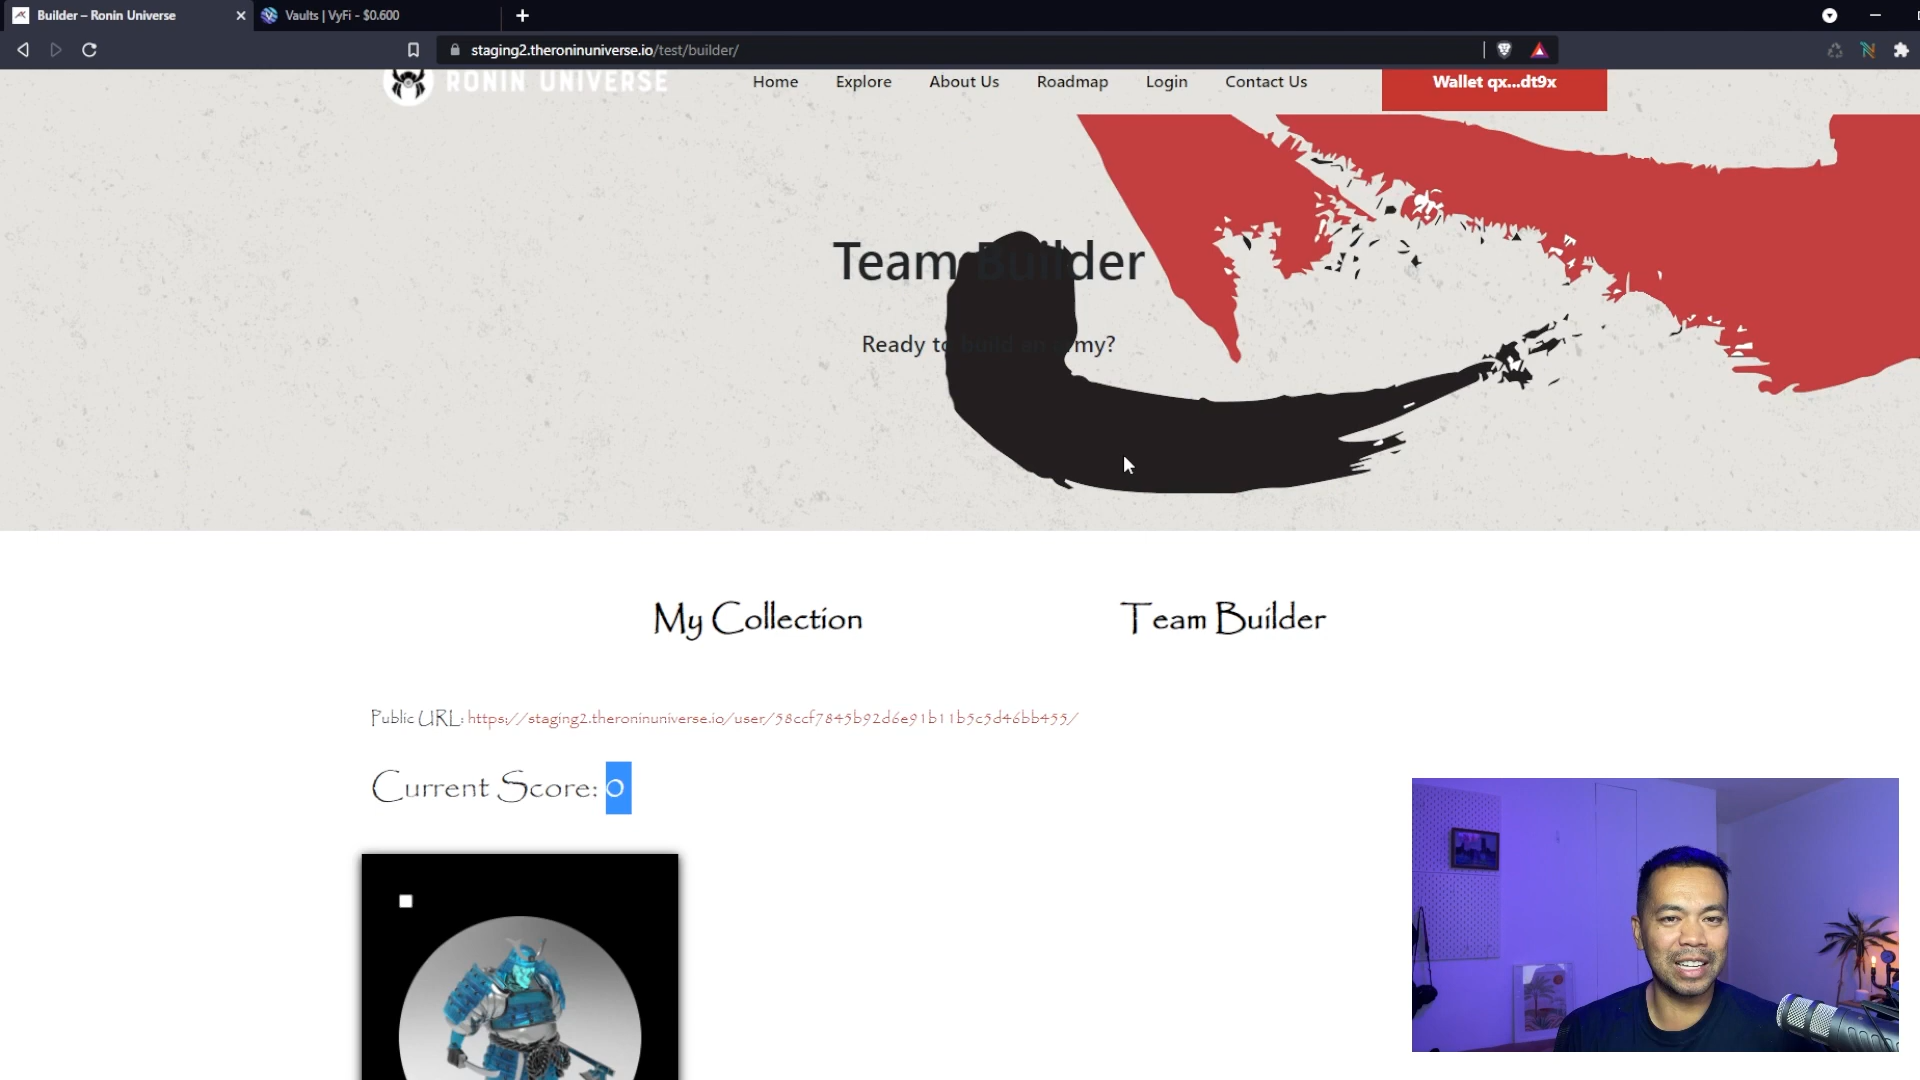 Builder – Ronin Universe
Vaults | VyFi - $0.600
staging2.theroninuniverse.io/test/builder/
RONIN UNIVERSE
Home
Explore
About Us
Roadmap
Login
Contact Us
Wallet qx...dt9x
Team Builder
Ready to build an army?
My Collection
Team Builder
Public URL: https://staging2.theroninuniverse.io/user/58ccf7845b92d6e91b11b5c5d46bb455/
Current Score: 0